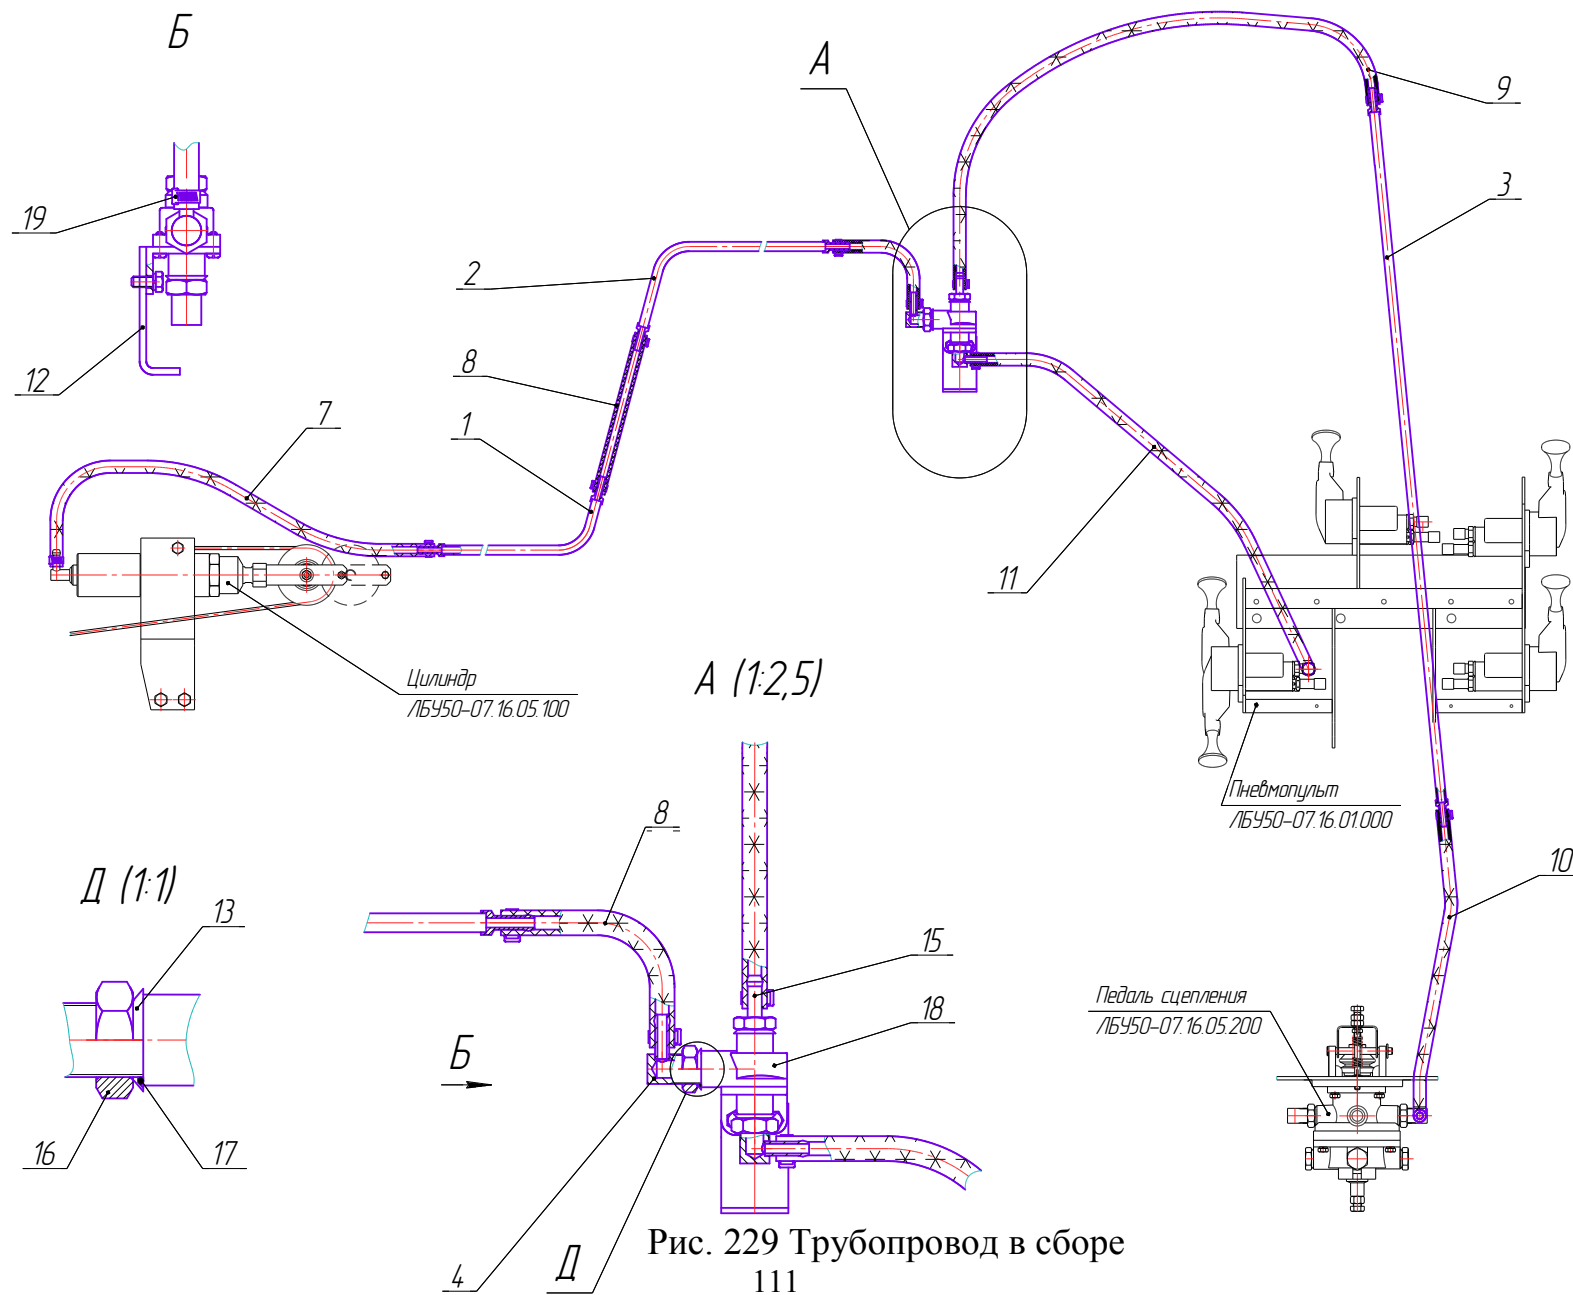 Б
А
9
19
3
2
12
8
7
1
11
Цилиндр
ЛБУ50-07.16.05.100
А (1:2,5)
Пневмопульт
ЛБУ50-07.16.01.000
8
10
Д (1:1)
13
15
Педаль сцепления
ЛБУ50-07.16.05.200
18
Б
16
17
4
Д
Рис. 229 Трубопровод в сборе
111